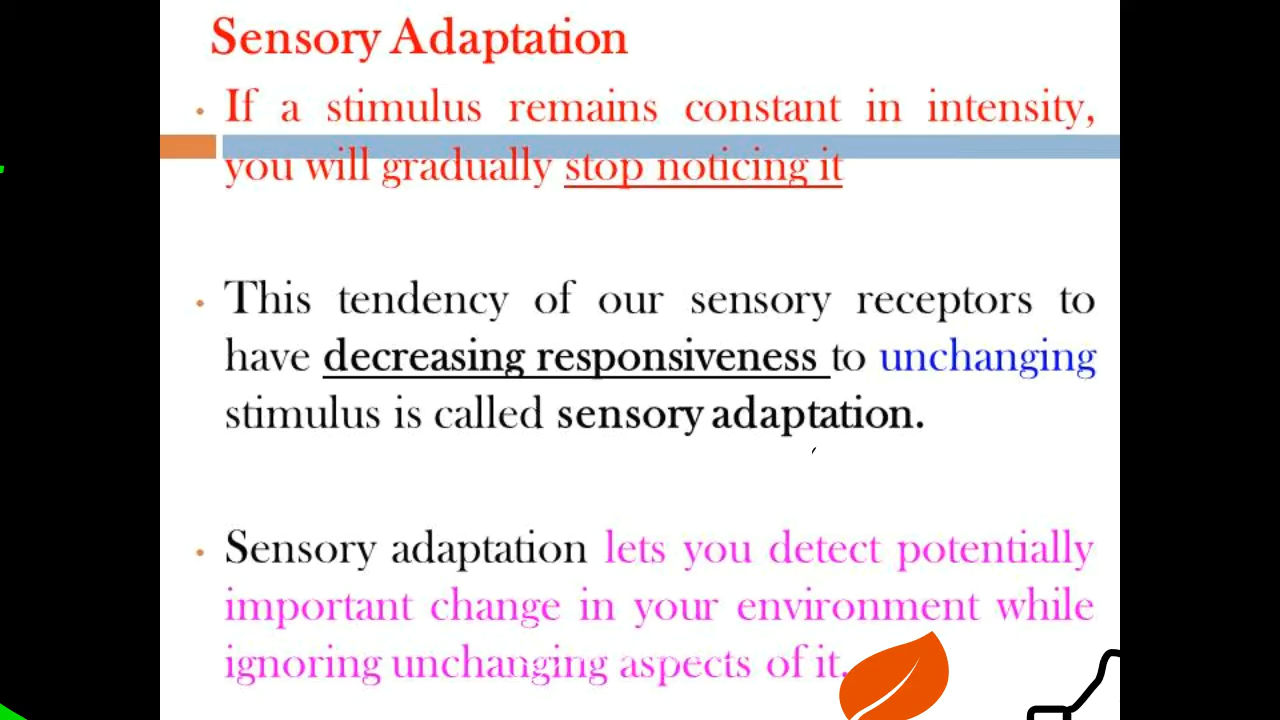 Sensory Adaptation
• If a stimulus remains constant in intensity,
you will gradually stop noticing it
• This tendency of our sensory receptors to
have decreasing responsiveness to unchanging
stimulus is called sensory adaptation.
• Sensory adaptation lets you detect potentially
important change in your environment while
ignoring unchanging aspects of it.